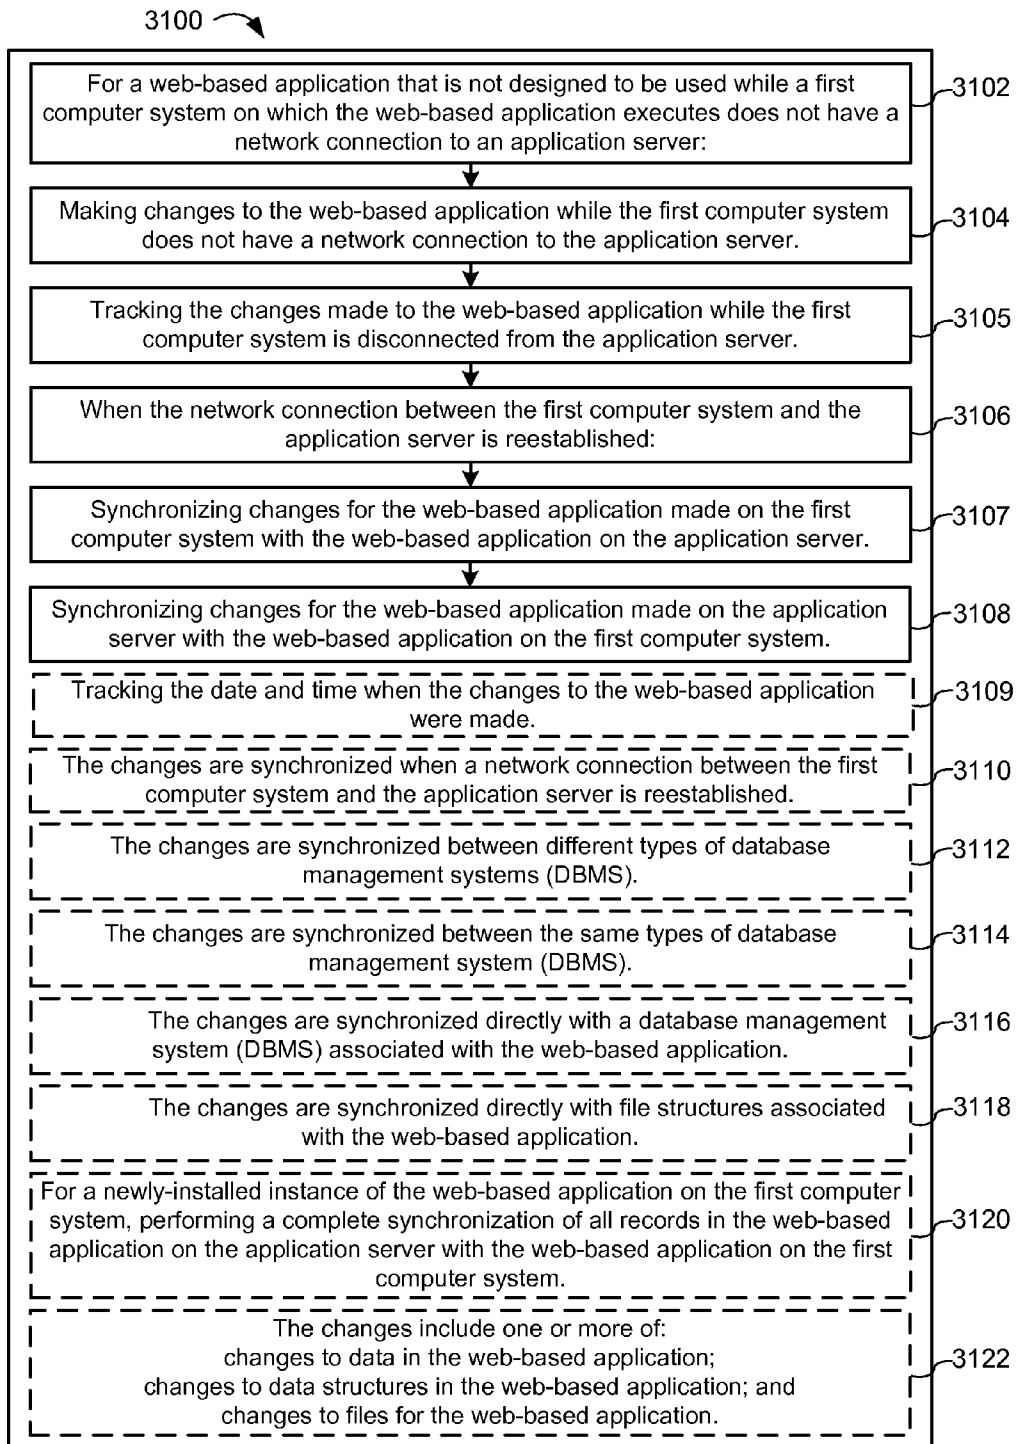 3100
For a web-based application that is not designed to be used while a first
computer system on which the web-based application executes does not have a
network connection to an application server:
3102
Making changes to the web-based application while the first computer system
does not have a network connection to the application server.
3104
Tracking the changes made to the web-based application while the first
computer system is disconnected from the application server.
3105
When the network connection between the first computer system and the
application server is reestablished:
3106
Synchronizing changes for the web-based application made on the first
computer system with the web-based application on the application server.
3107
Synchronizing changes for the web-based application made on the application
server with the web-based application on the first computer system.
3108
Tracking the date and time when the changes to the web-based application
were made.
3109
The changes are synchronized when a network connection between the first
computer system and the application server is reestablished.
3110
The changes are synchronized between different types of database
management systems (DBMS).
3112
The changes are synchronized between the same types of database
management system (DBMS).
3114
The changes are synchronized directly with a database management
system (DBMS) associated with the web-based application.
3116
The changes are synchronized directly with file structures associated
with the web-based application.
3118
For a newly-installed instance of the web-based application on the first computer
system, performing a complete synchronization of all records in the web-based
application on the application server with the web-based application on the first
computer system.
3120
The changes include one or more of:
changes to data in the web-based application;
changes to data structures in the web-based application; and
changes to files for the web-based application.
3122